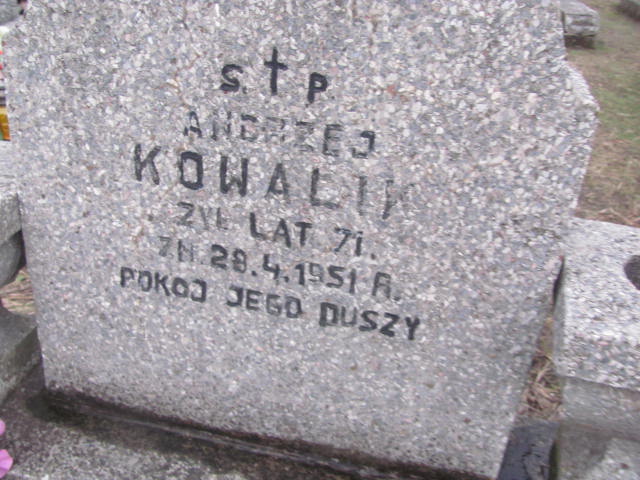 S. † P.
ANDRZEJ
KOWALIK
ŻYŁ LAT 71.
ZM. 28.4.1951 R.
POKÓJ JEGO DUSZY